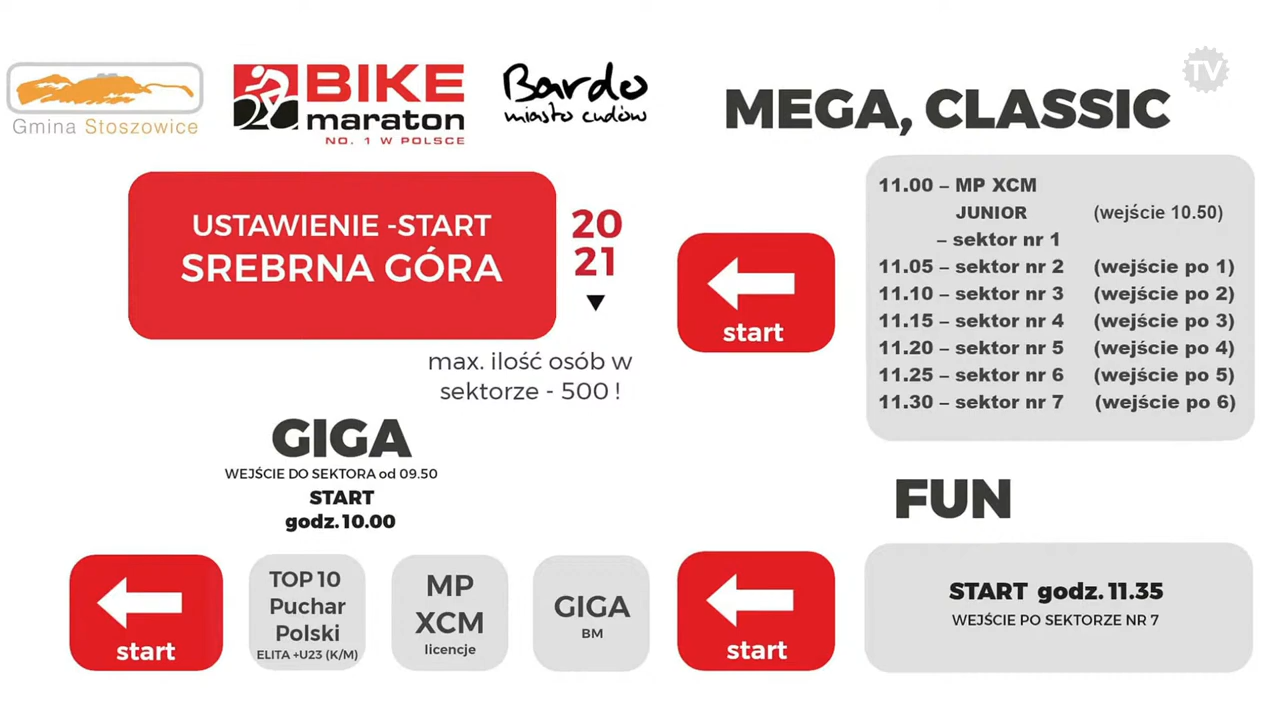 Gmina Stoszowice
BIKE
maraton
NO. 1 W POLSCE
Bardo
miasto cudów
TV
USTAWIENIE -START
SREBRNA GÓRA
20
21
max. ilość osób w
sektorze - 500 !
GIGA
WEJŚCIE DO SEKTORA od 09.50
START
godz. 10.00
start
TOP 10
Puchar
Polski
ELITA +U23 (K/M)
MP
XCM
licencje
GIGA
BM
MEGA, CLASSIC
start
11.00 – MP XCM
JUNIOR (wejście 10.50)
– sektor nr 1
11.05 – sektor nr 2 (wejście po 1)
11.10 – sektor nr 3 (wejście po 2)
11.15 – sektor nr 4 (wejście po 3)
11.20 – sektor nr 5 (wejście po 4)
11.25 – sektor nr 6 (wejście po 5)
11.30 – sektor nr 7 (wejście po 6)
FUN
start
START godz. 11.35
WEJŚCIE PO SEKTORZE NR 7